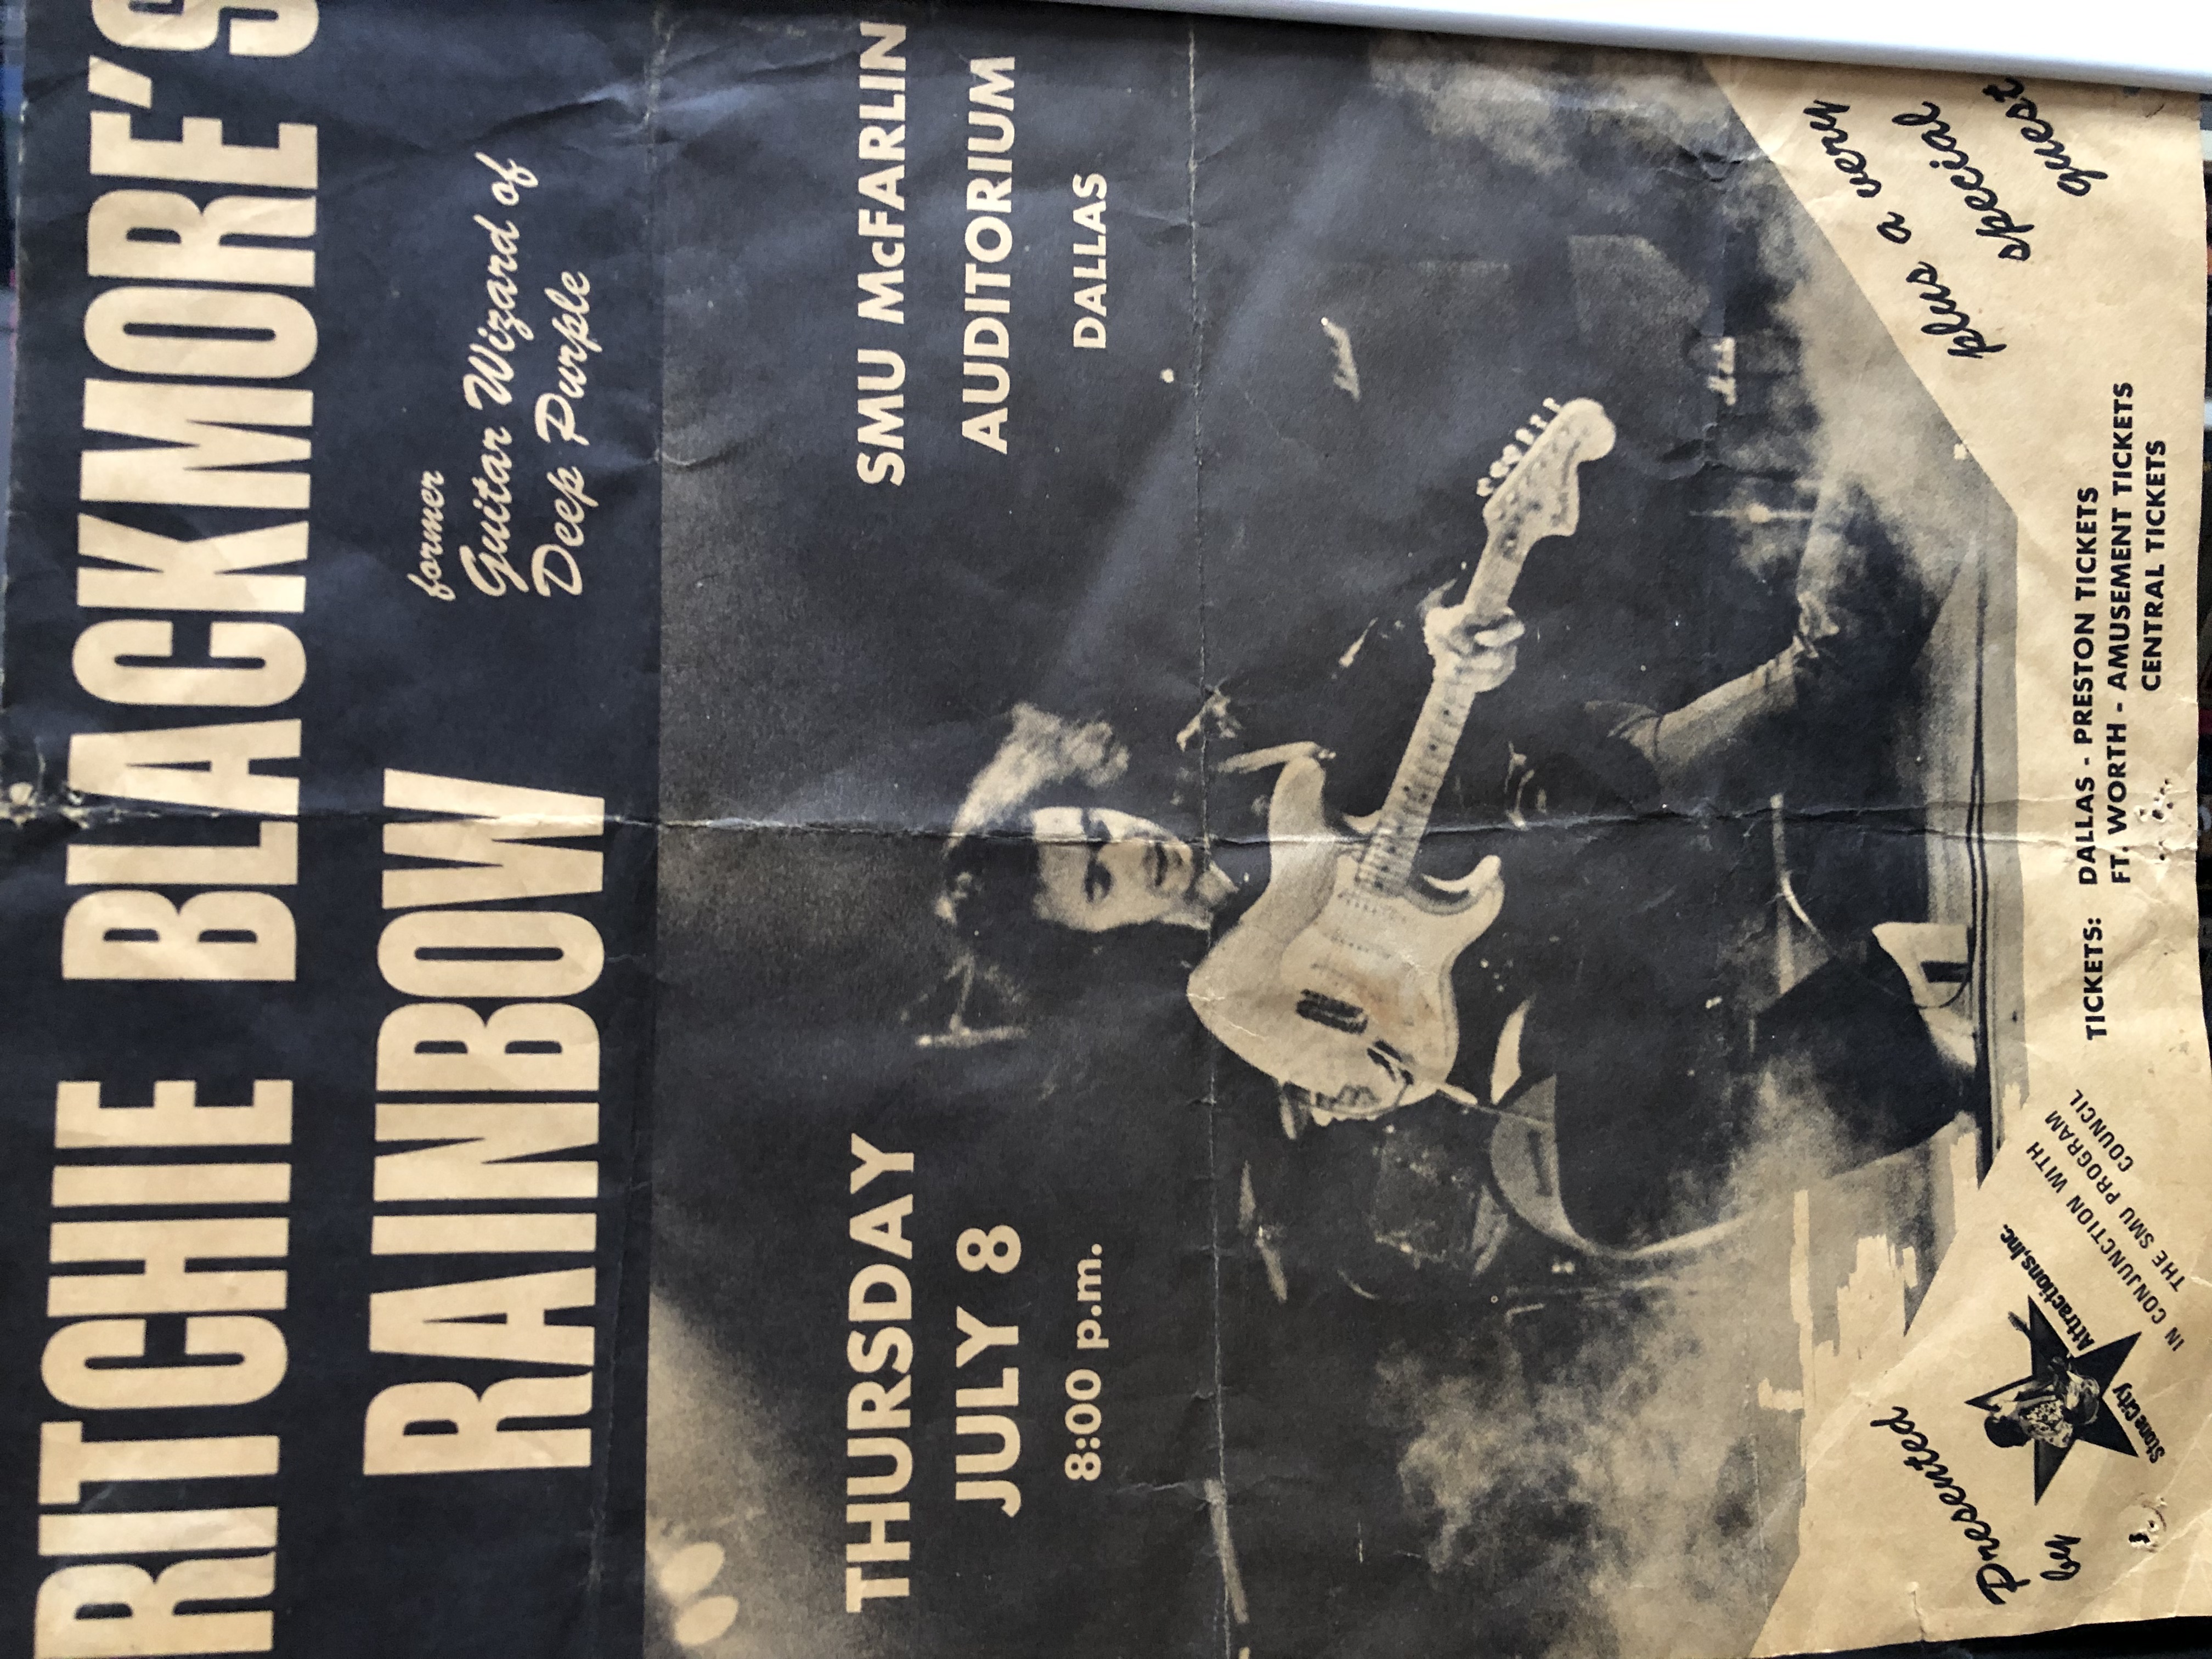 RITCHIE BLACKMORE'S
RAINBOW
former
Guitar Wizard of
Deep Purple
THURSDAY
JULY 8
8:00 p.m.
SMU McFARLIN
AUDITORIUM
DALLAS
Presented
by
Stone City
Attractions, Inc.
IN CONJUNCTION WITH
THE SMU PROGRAM
COUNCIL
TICKETS: DALLAS - PRESTON TICKETS
FT. WORTH - AMUSEMENT TICKETS
CENTRAL TICKETS
plus a very
special
guest